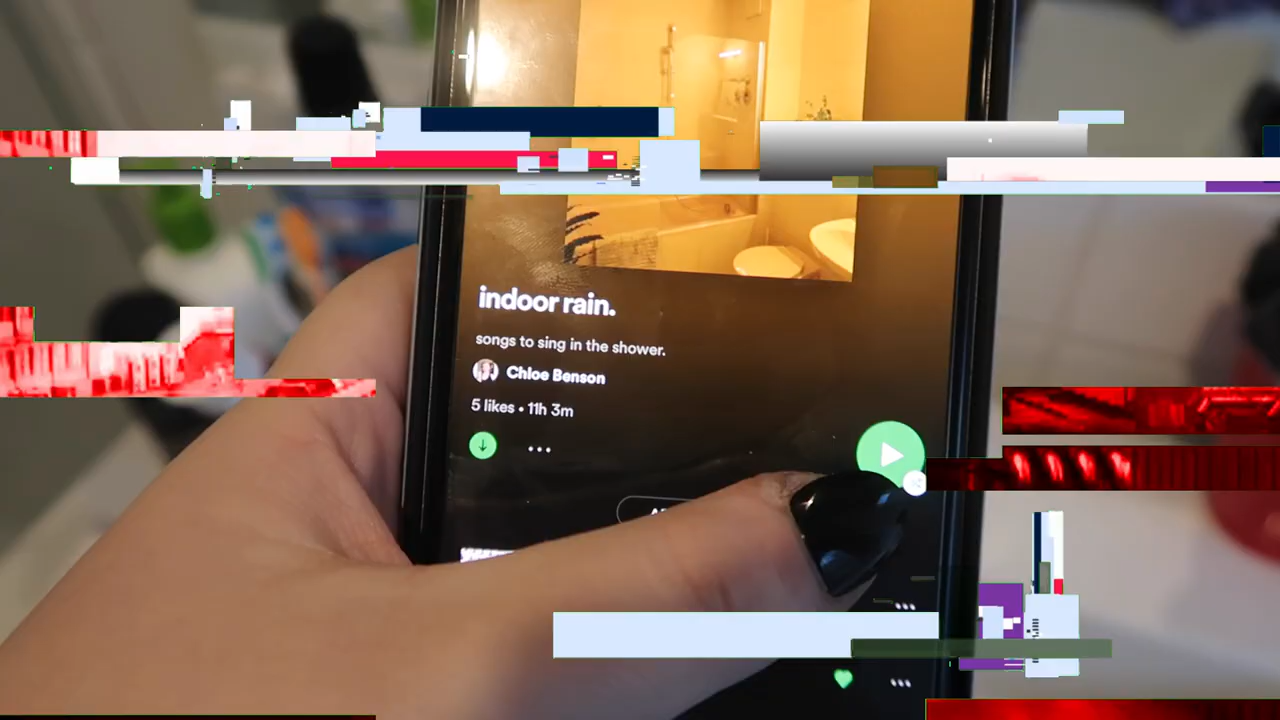 indoor rain.
songs to sing in the shower.
Chloe Benson
5 likes • 11h 3m